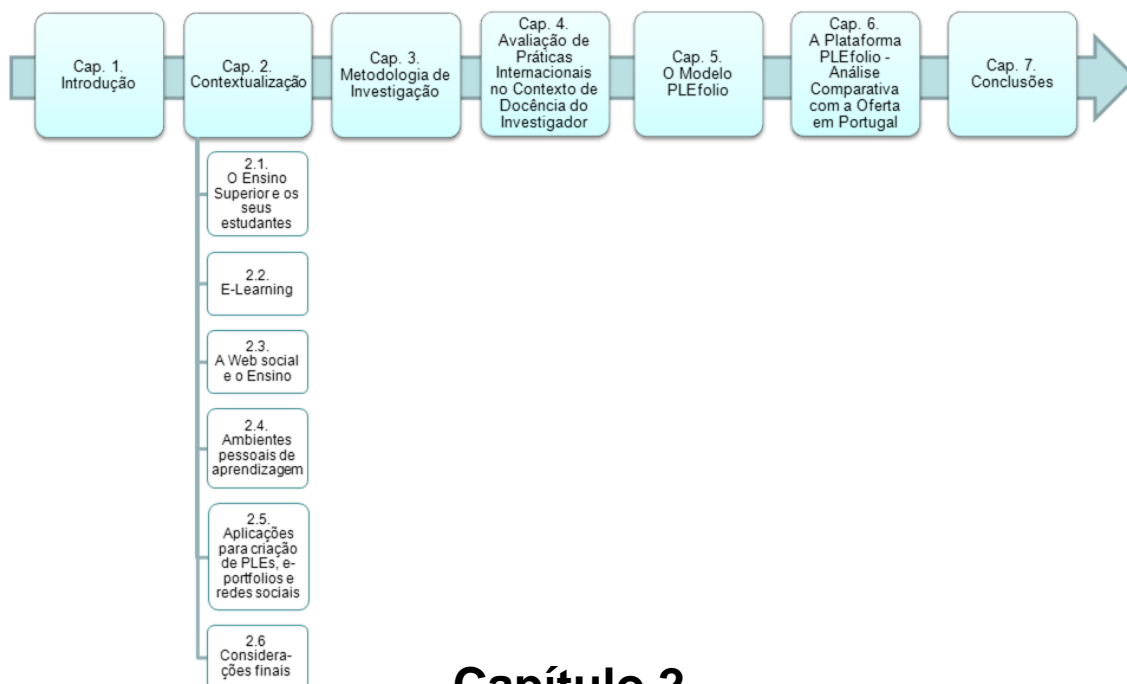 Cap. 1.
Introdução
Cap. 2.
Contextualização
Cap. 3.
Metodologia de
Investigação
Cap. 4.
Avaliação de
Práticas
Internacionais
no Contexto de
Docência do
Investigador
Cap. 5.
O Modelo
PLEfolio
Cap. 6.
A Plataforma
PLEfolio -
Análise
Comparativa
com a Oferta
em Portugal
Cap. 7.
Conclusões
2.1.
O Ensino
Superior e os
seus
estudantes
2.2.
E-Learning
2.3.
A Web social
e o Ensino
2.4.
Ambientes
pessoais de
aprendizagem
2.5.
Aplicações
para criação
de PLEs, e-
portfolios e
redes sociais
2.6
Considera-
ções finais
Capítulo 2